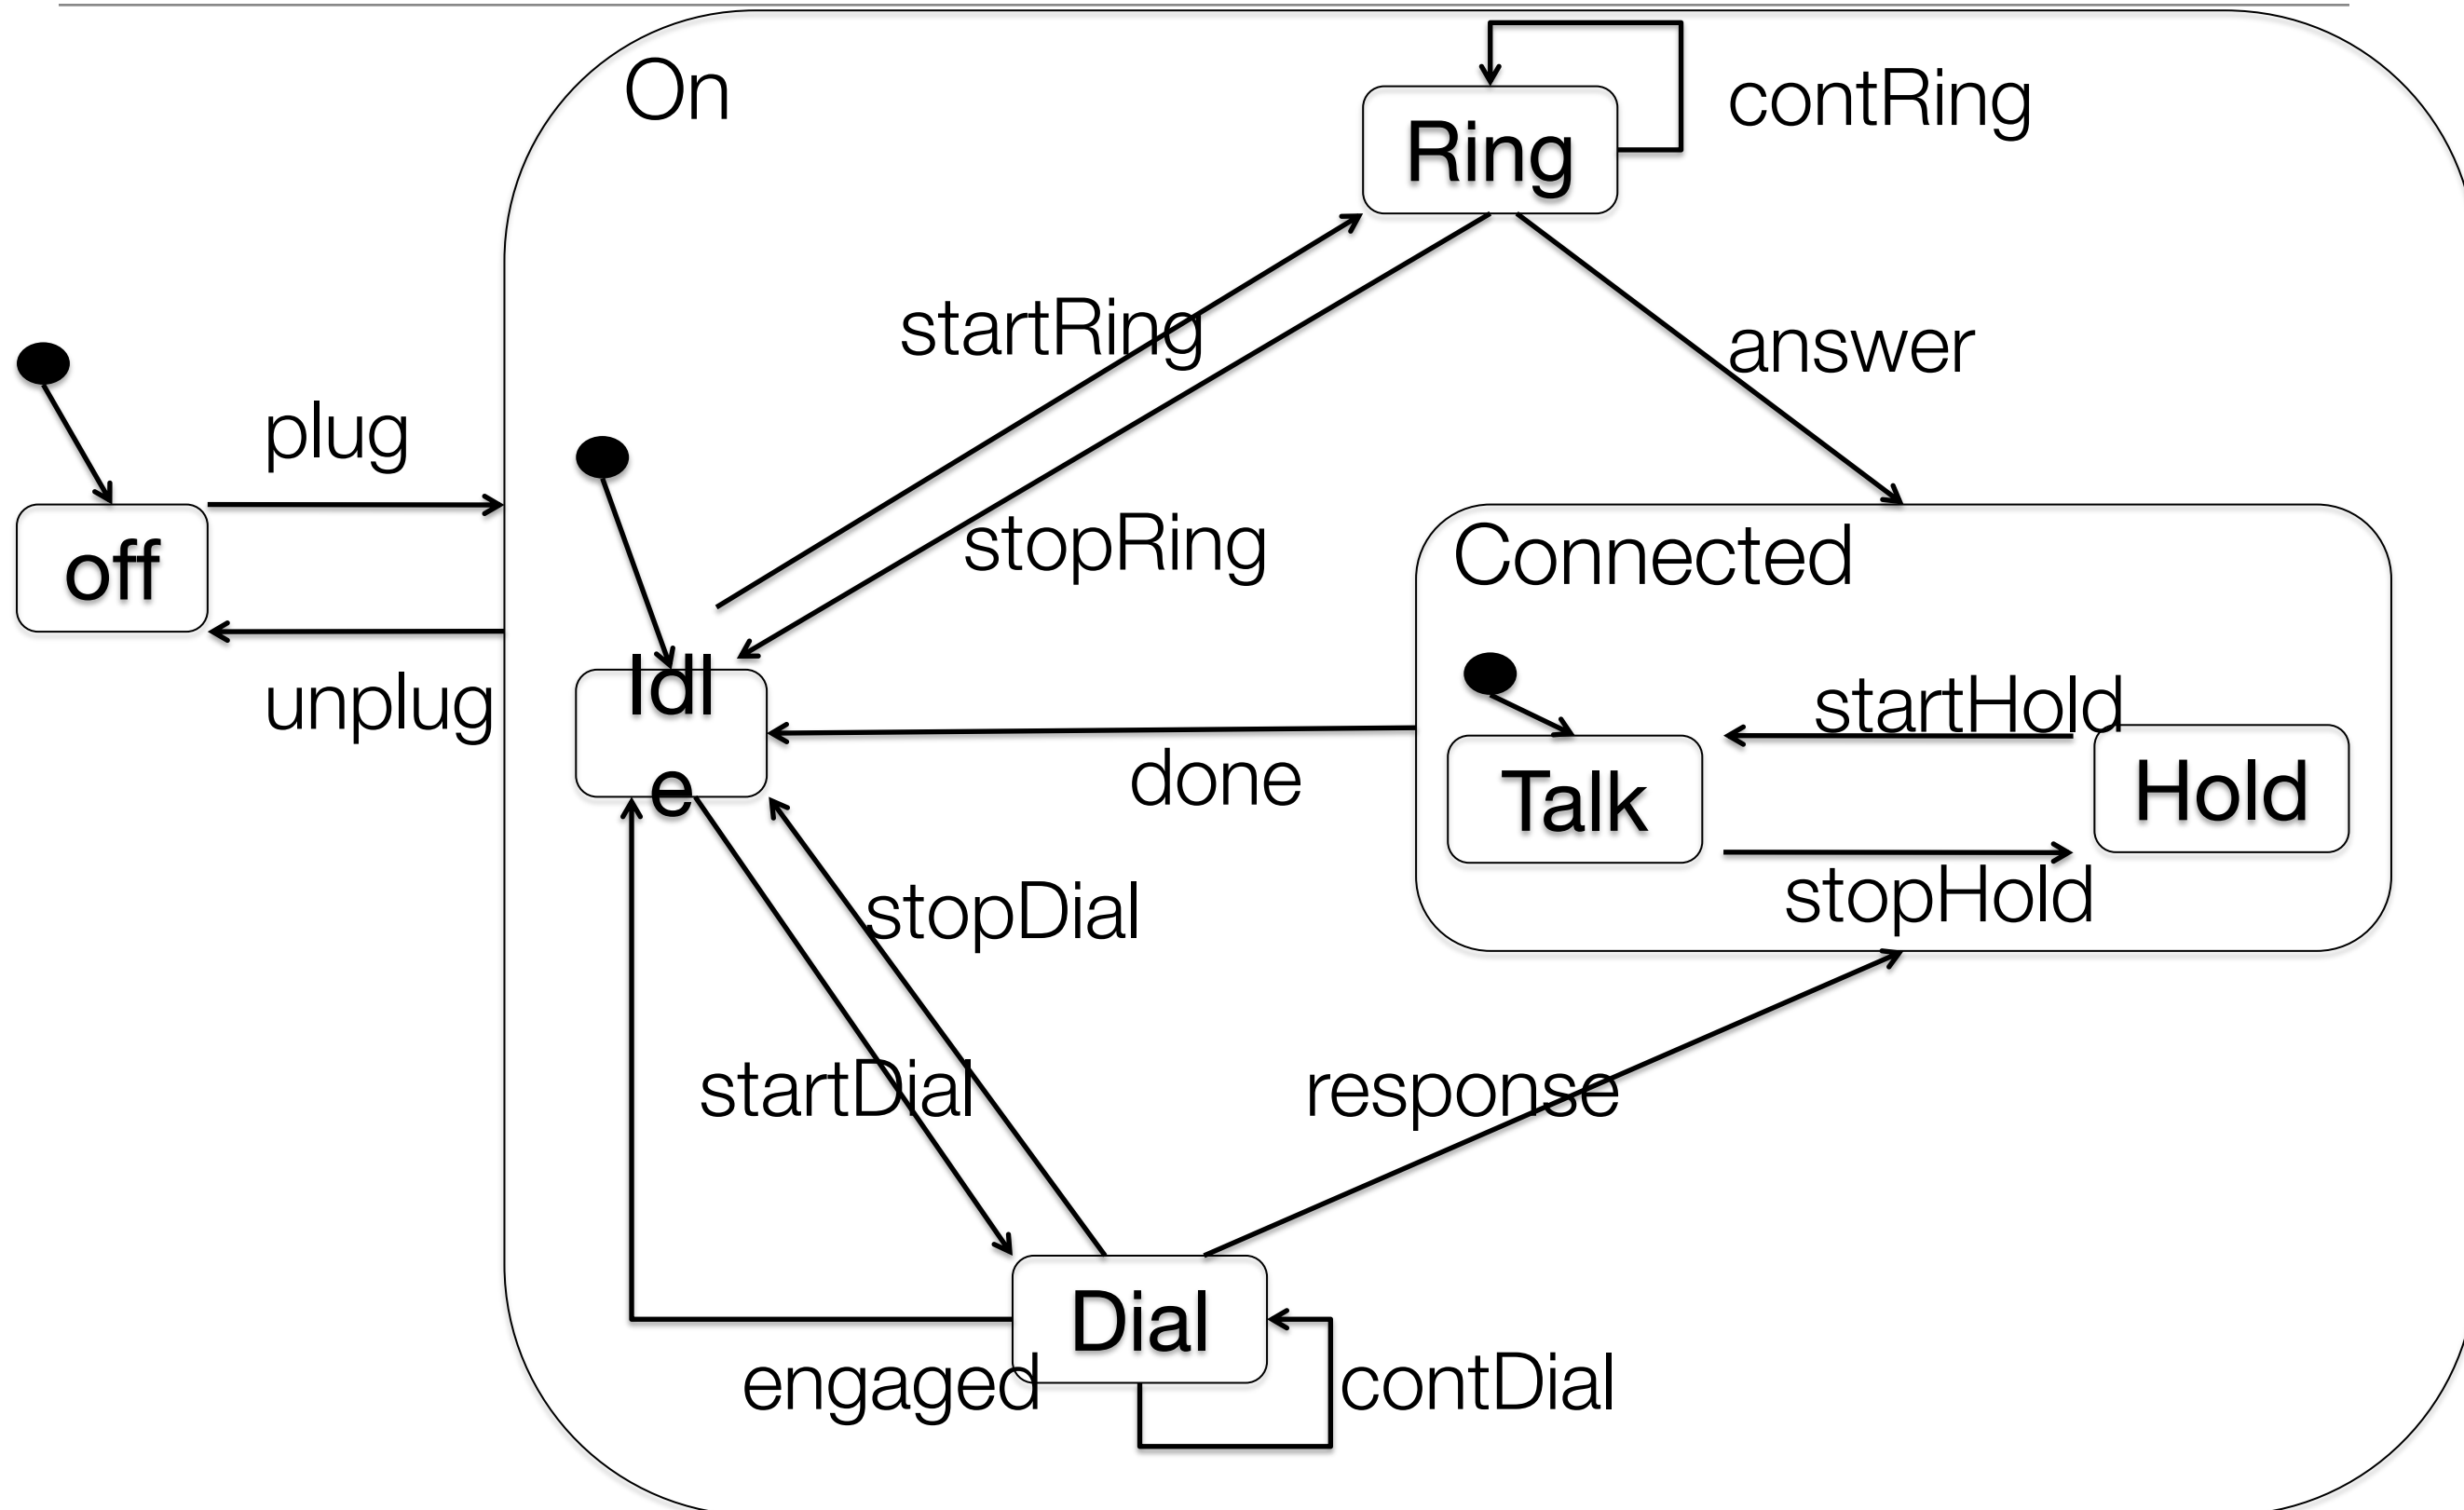 On
contRing
Ring
startRing
answer
plug
stopRing
Connected
off
startHold
unplug
Idl
e
done
Talk
Hold
stopDial
stopHold
startDial
response
Dial
engaged
contDial